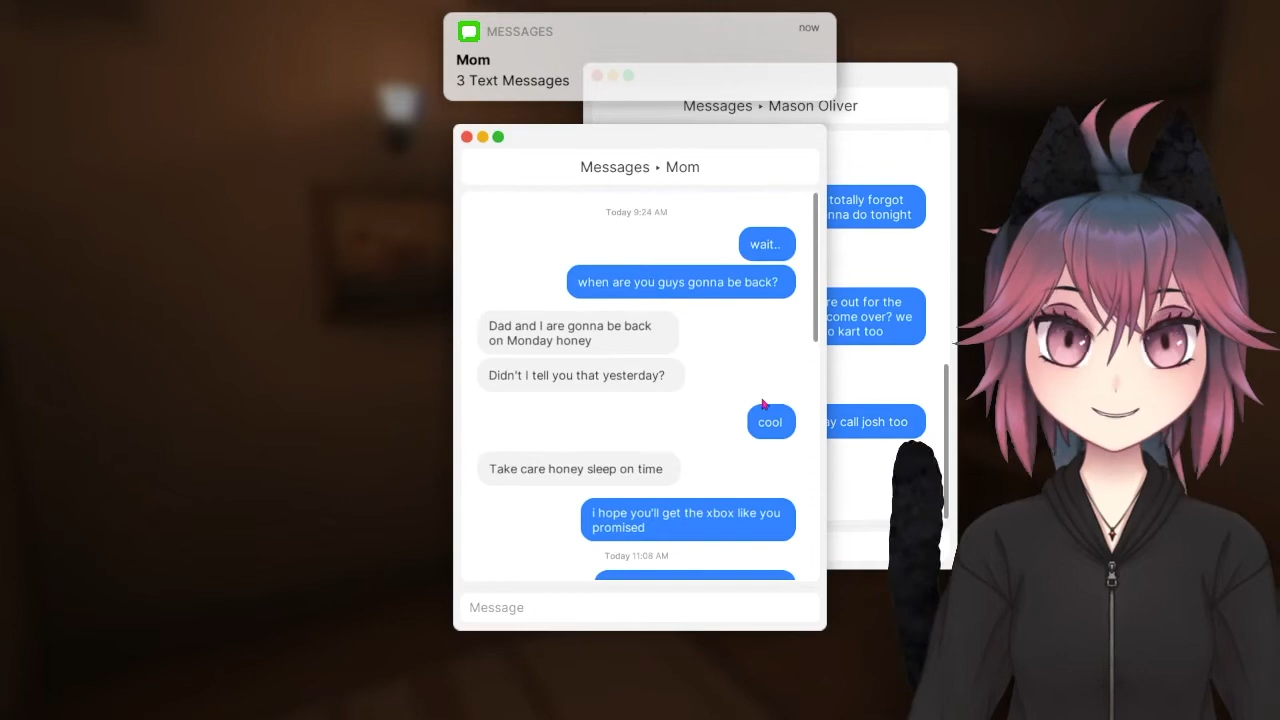 MESSAGES
now
Mom
3 Text Messages
Messages ‣ Mason Oliver
totally forgot
nna do tonight
re out for the
come over? we
o kart too
ay call josh too
Messages ‣ Mom
Today 9:24 AM
wait..
when are you guys gonna be back?
Dad and I are gonna be back
on Monday honey
Didn't I tell you that yesterday?
cool
Take care honey sleep on time
i hope you'll get the xbox like you
promised
Today 11:08 AM
Message